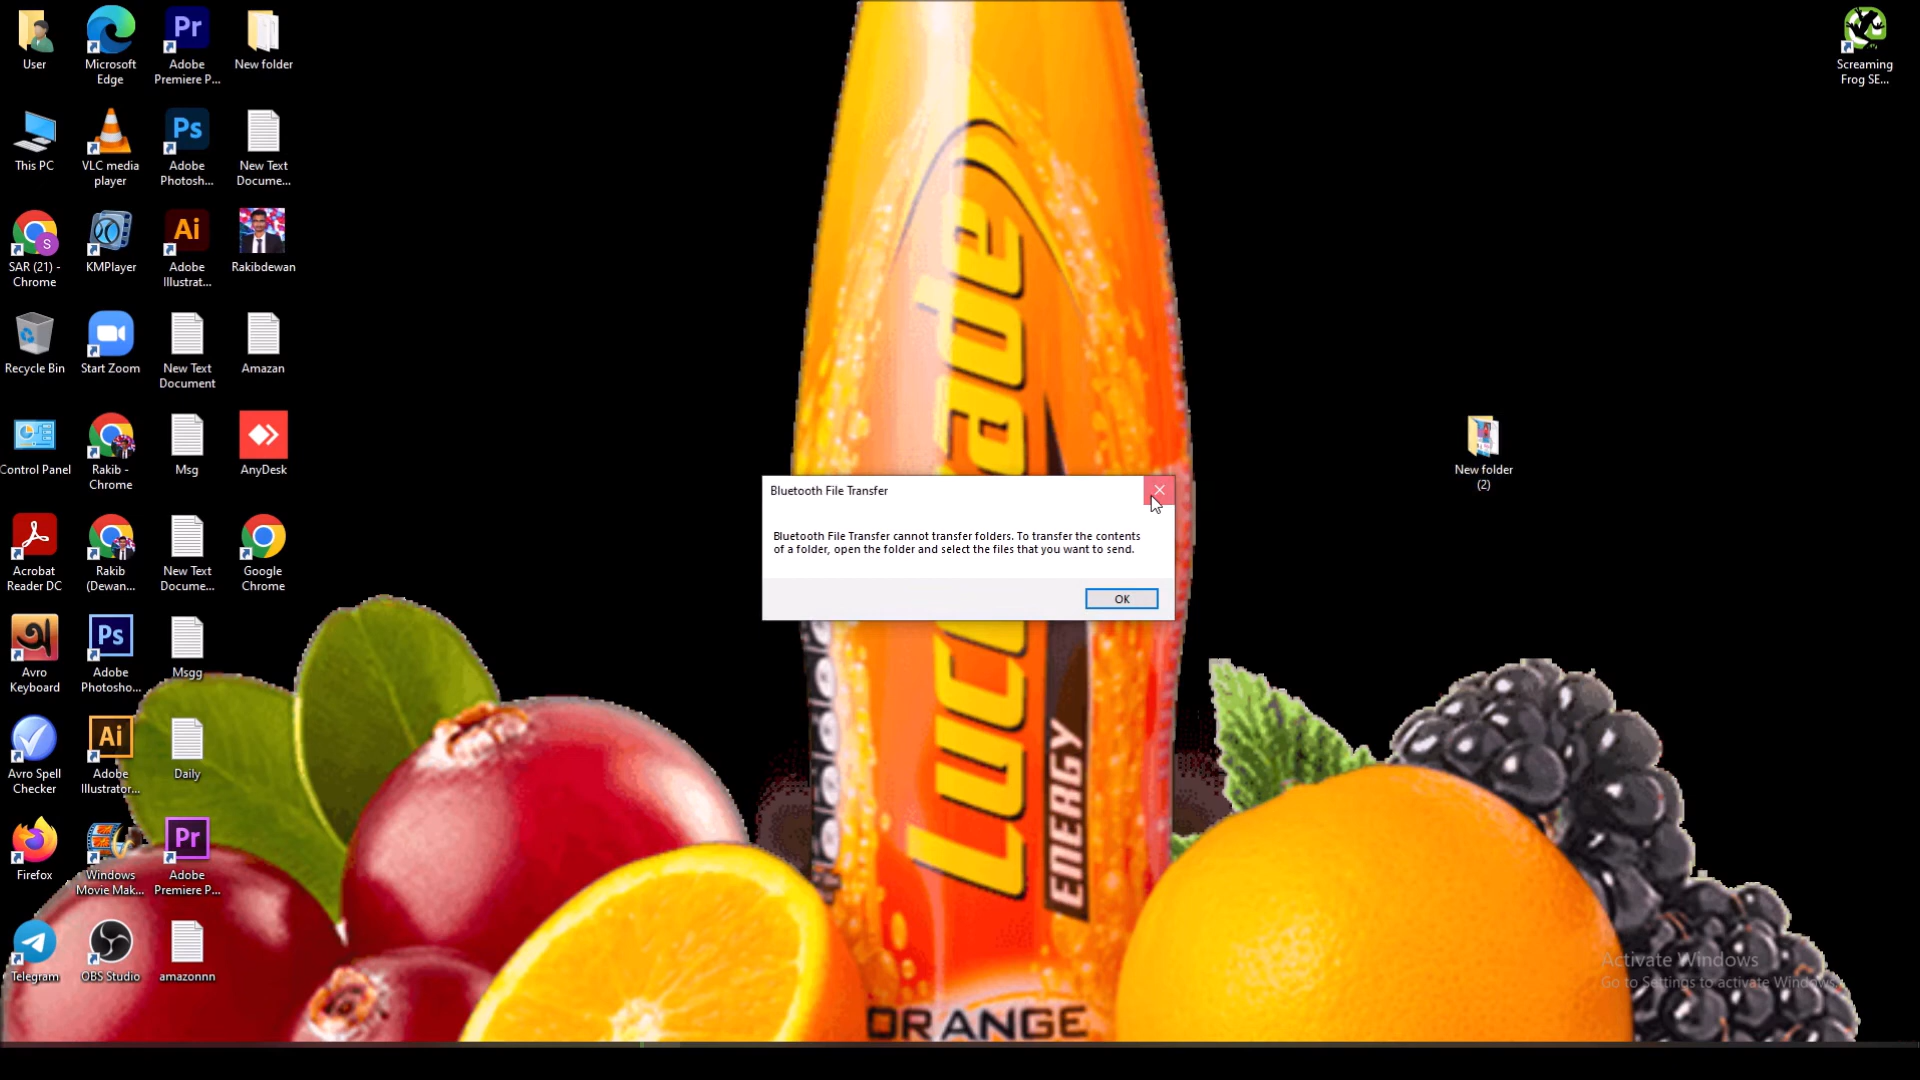 User
Microsoft
Edge
Adobe
Premiere P...
New folder
Screaming
Frog SE...
This PC
VLC media
player
Adobe
Photosh...
New Text
Docume...
SAR (21) -
Chrome
KMPlayer
Adobe
Illustrat...
Rakibdewan
Recycle Bin
Start Zoom
New Text
Document
Amazan
Control Panel
Rakib -
Chrome
Msg
AnyDesk
New folder
(2)
Acrobat
Reader DC
Rakib
(Dewan...
New Text
Docume...
Google
Chrome
Avro
Keyboard
Adobe
Photosho...
Msgg
Avro Spell
Checker
Adobe
Illustrator...
Daily
Firefox
Windows
Movie Mak...
Adobe
Premiere P...
Telegram
OBS Studio
amazonnn
Bluetooth File Transfer
Bluetooth File Transfer cannot transfer folders. To transfer the contents
of a folder, open the folder and select the files that you want to send.
OK
ENERGY
ORANGE
Activate Windows
Go to Settings to activate Windows.